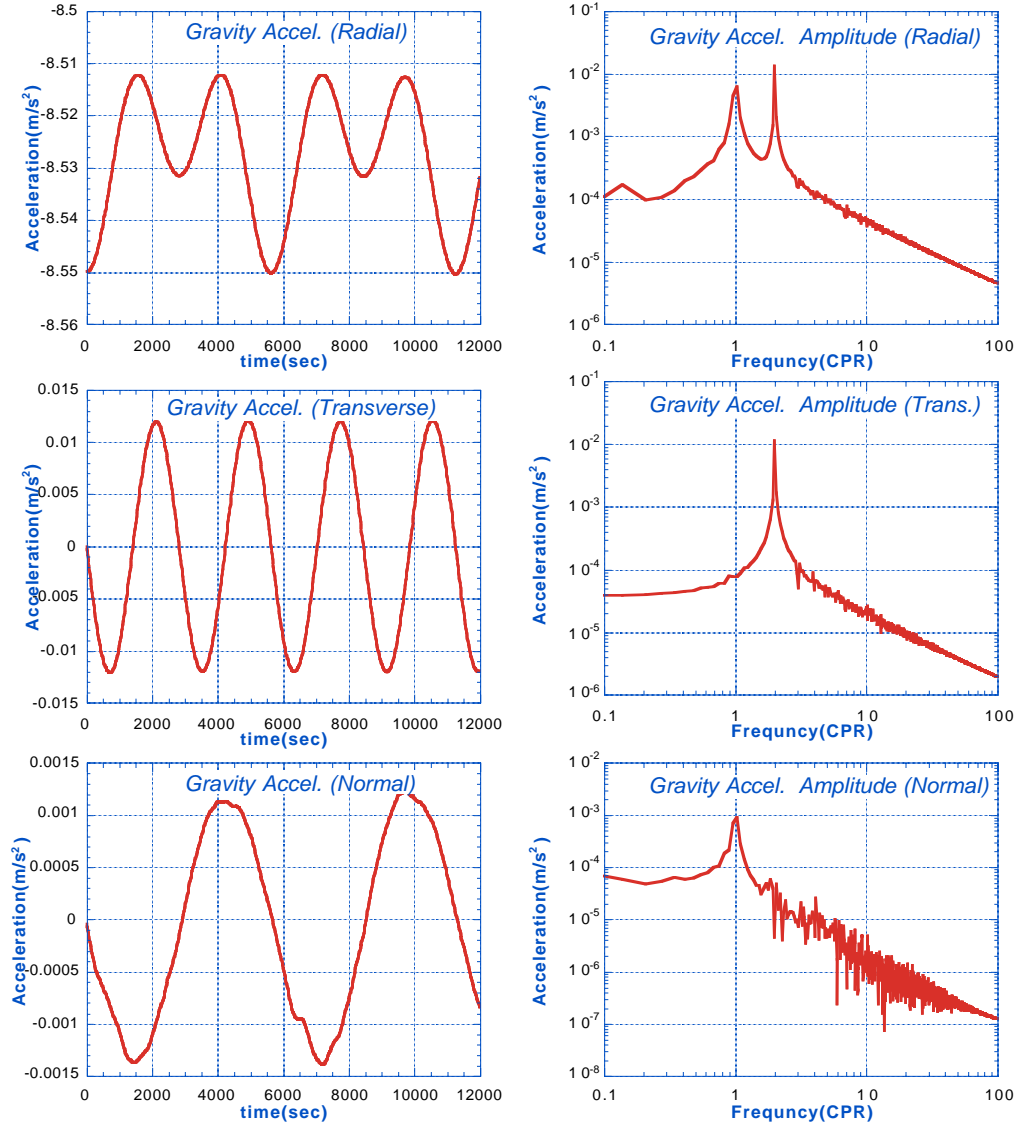 Gravity Accel. (Radial)
Acceleration(m/s²)
-8.5
-8.51
-8.52
-8.53
-8.54
-8.55
-8.56
0 2000 4000 6000 8000 10000 12000
time(sec)
Gravity Accel. Amplitude (Radial)
Acceleration(m/s²)
10⁻¹
10⁻²
10⁻³
10⁻⁴
10⁻⁵
10⁻⁶
0.1 1 10 100
Frequncy(CPR)
Gravity Accel. (Transverse)
Acceleration(m/s²)
0.015
0.01
0.005
0
-0.005
-0.01
-0.015
0 2000 4000 6000 8000 10000 12000
time(sec)
Gravity Accel. Amplitude (Trans.)
Acceleration(m/s²)
10⁻¹
10⁻²
10⁻³
10⁻⁴
10⁻⁵
10⁻⁶
0.1 1 10 100
Frequncy(CPR)
Gravity Accel. (Normal)
Acceleration(m/s²)
0.0015
0.001
0.0005
0
-0.0005
-0.001
-0.0015
0 2000 4000 6000 8000 10000 12000
time(sec)
Gravity Accel. Amplitude (Normal)
Acceleration(m/s²)
10⁻²
10⁻³
10⁻⁴
10⁻⁵
10⁻⁶
10⁻⁷
10⁻⁸
0.1 1 10 100
Frequncy(CPR)